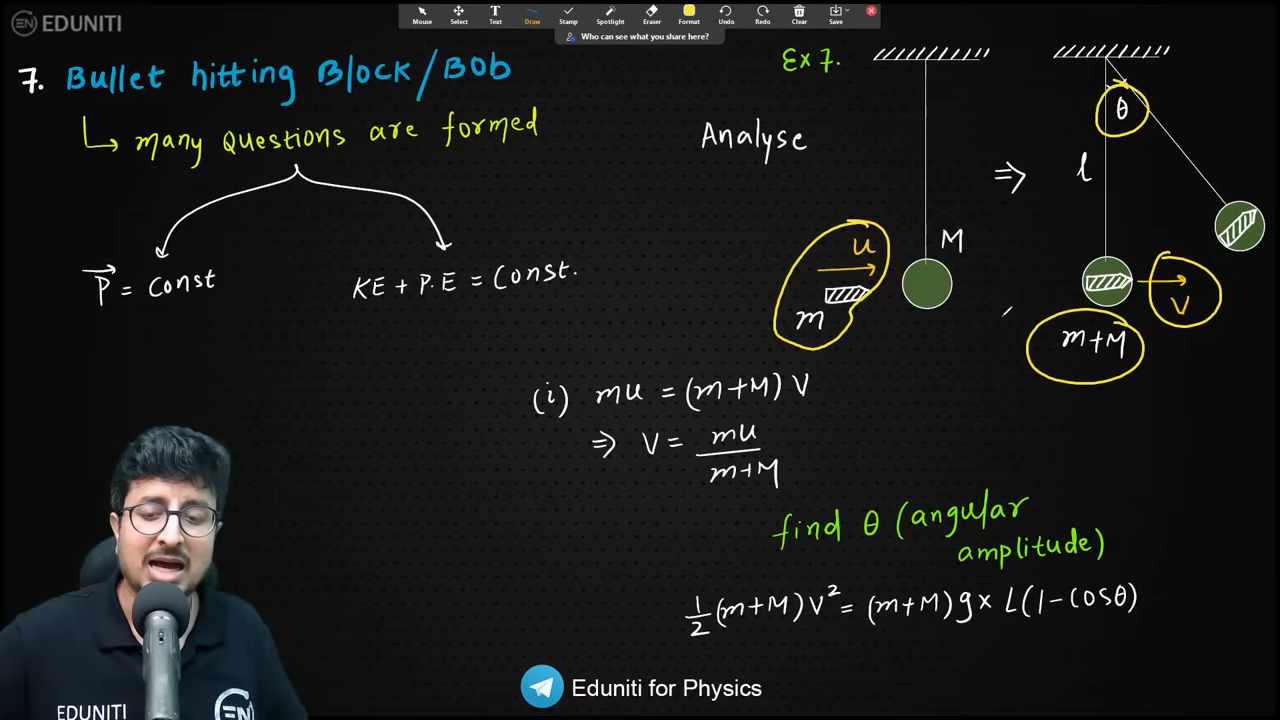 EDUNITI
Mouse Select Text Draw Stamp Spotlight Eraser Format Undo Redo Clear Save
Who can see what you share here?
7. Bullet hitting Block/BOB
many questions are formed
P = Const
KE + P.E = Const.
Ex 7.
Analyse
u
m
M
⇒
θ
l
V
m+M
(i) mu = (m+M) V
⇒ V = mu/m+M
find θ (angular
amplitude)
1/2 (m+M) V² = (m+M) g× L(1-cosθ)
Eduniti for Physics
EDUNITI
EN